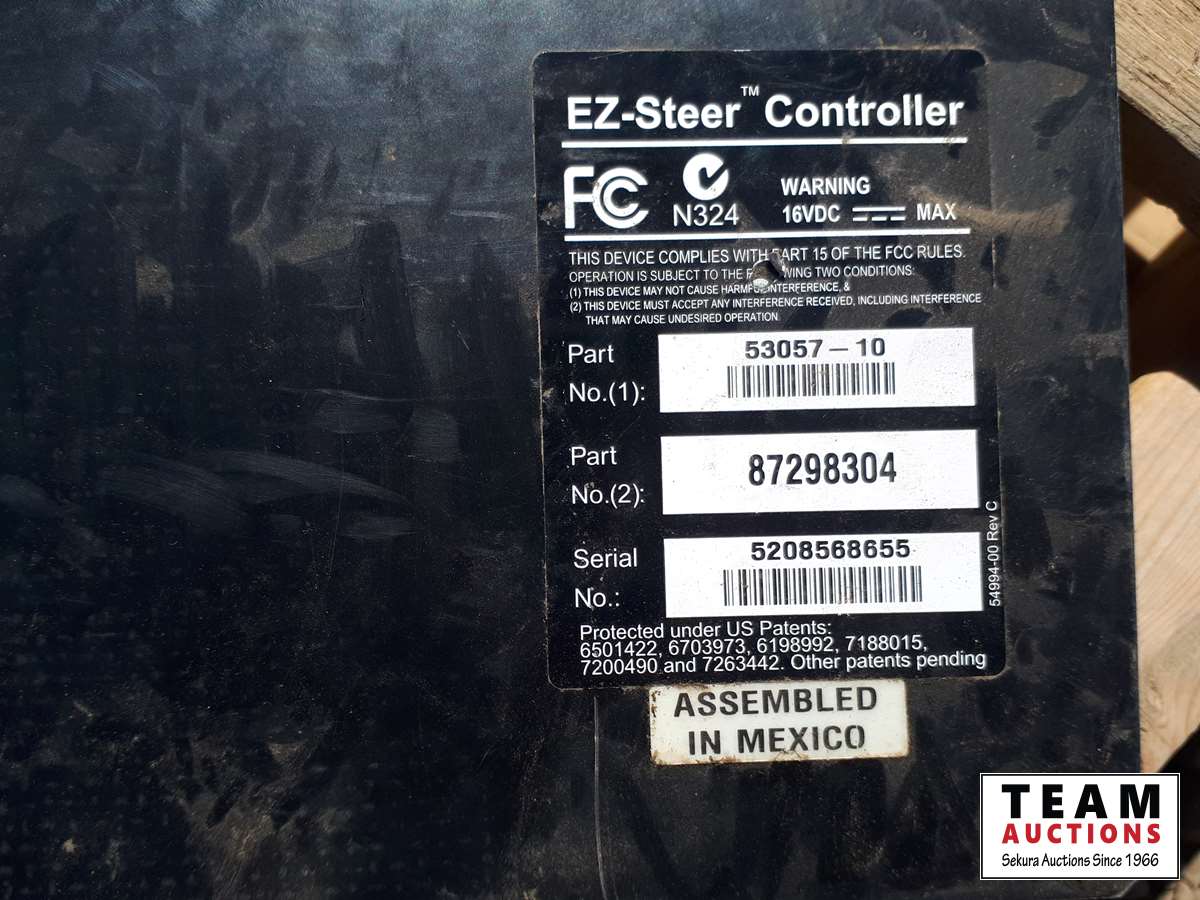 EZ-Steer™ Controller
FC
N324
WARNING
16VDC MAX
THIS DEVICE COMPLIES WITH PART 15 OF THE FCC RULES.
OPERATION IS SUBJECT TO THE TWO CONDITIONS:
(1) THIS DEVICE MAY NOT CAUSE HARMFUL INTERFERENCE, &
(2) THIS DEVICE MUST ACCEPT ANY INTERFERENCE RECEIVED, INCLUDING INTERFERENCE
THAT MAY CAUSE UNDESIRED OPERATION.
Part No.(1):
53057-10
Part No.(2):
87298304
Serial No.:
5208568655
54994-00 Rev C
Protected under US Patents:
6501422, 6703973, 6198992, 7188015,
7200490 and 7263442. Other patents pending
ASSEMBLED
IN MEXICO
TEAM
AUCTIONS
Sekura Auctions Since 1966